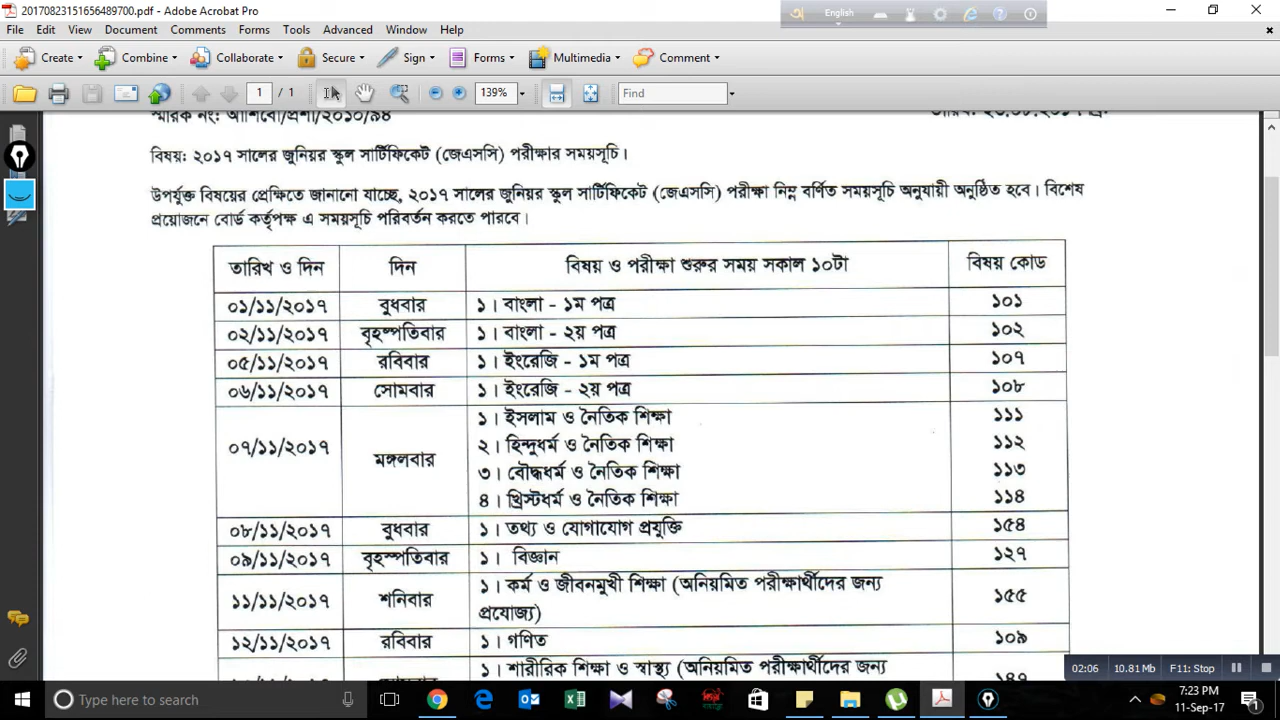 20170823151656489700.pdf - Adobe Acrobat Pro
English
File Edit View Document Comments Forms Tools Advanced Window Help
Create Combine Collaborate Secure Sign Forms Multimedia Comment
1 / 1 139% Find
স্মারক নং: আশিবো/প্রশা/২০১০/৯৪
বিষয়: ২০১৭ সালের জুনিয়র স্কুল সার্টিফিকেট (জেএসসি) পরীক্ষার সময়সূচি।
উপর্যুক্ত বিষয়ের প্রেক্ষিতে জানানো যাচ্ছে, ২০১৭ সালের জুনিয়র স্কুল সার্টিফিকেট (জেএসসি) পরীক্ষা নিম্ন বর্ণিত সময়সূচি অনুযায়ী অনুষ্ঠিত হবে। বিশেষ
প্রয়োজনে বোর্ড কর্তৃপক্ষ এ সময়সূচি পরিবর্তন করতে পারবে।
তারিখ ও দিন দিন বিষয় ও পরীক্ষা শুরুর সময় সকাল ১০টা বিষয় কোড
০১/১১/২০১৭ বুধবার ১। বাংলা - ১ম পত্র ১০১
০২/১১/২০১৭ বৃহস্পতিবার ১। বাংলা - ২য় পত্র ১০২
০৫/১১/২০১৭ রবিবার ১। ইংরেজি - ১ম পত্র ১০৭
০৬/১১/২০১৭ সোমবার ১। ইংরেজি - ২য় পত্র ১০৮
০৭/১১/২০১৭ মঙ্গলবার ১। ইসলাম ও নৈতিক শিক্ষা ১১১
২। হিন্দুধর্ম ও নৈতিক শিক্ষা ১১২
৩। বৌদ্ধধর্ম ও নৈতিক শিক্ষা ১১৩
৪। খ্রিস্টধর্ম ও নৈতিক শিক্ষা ১১৪
০৮/১১/২০১৭ বুধবার ১। তথ্য ও যোগাযোগ প্রযুক্তি ১৫৪
০৯/১১/২০১৭ বৃহস্পতিবার ১। বিজ্ঞান ১২৭
১১/১১/২০১৭ শনিবার ১। কর্ম ও জীবনমুখী শিক্ষা (অনিয়মিত পরীক্ষার্থীদের জন্য ১৫৫
প্রযোজ্য)
১২/১১/২০১৭ রবিবার ১। গণিত ১০৯
১। শারীরিক শিক্ষা ও স্বাস্থ্য (অনিয়মিত পরীক্ষার্থীদের জন্য ১৪৭
02:06 10.81 Mb F11: Stop
Type here to search
7:23 PM
11-Sep-17
1